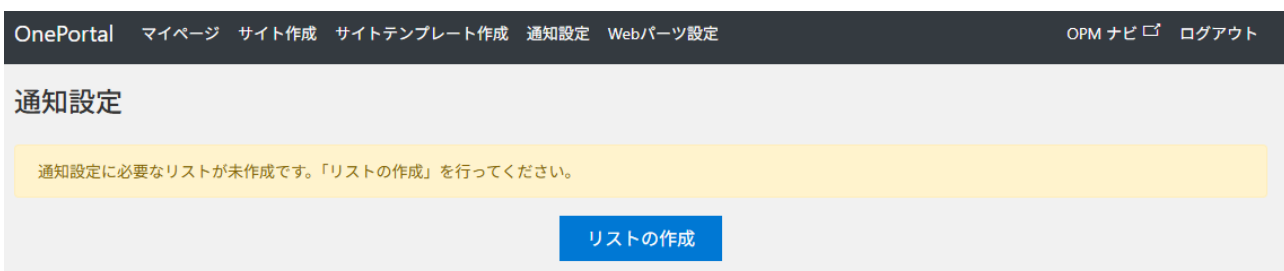 OnePortal マイページ サイト作成 サイトテンプレート作成 通知設定 Webパーツ設定 OPM ナビ ログアウト
通知設定
通知設定に必要なリストが未作成です。「リストの作成」を行ってください。
リストの作成